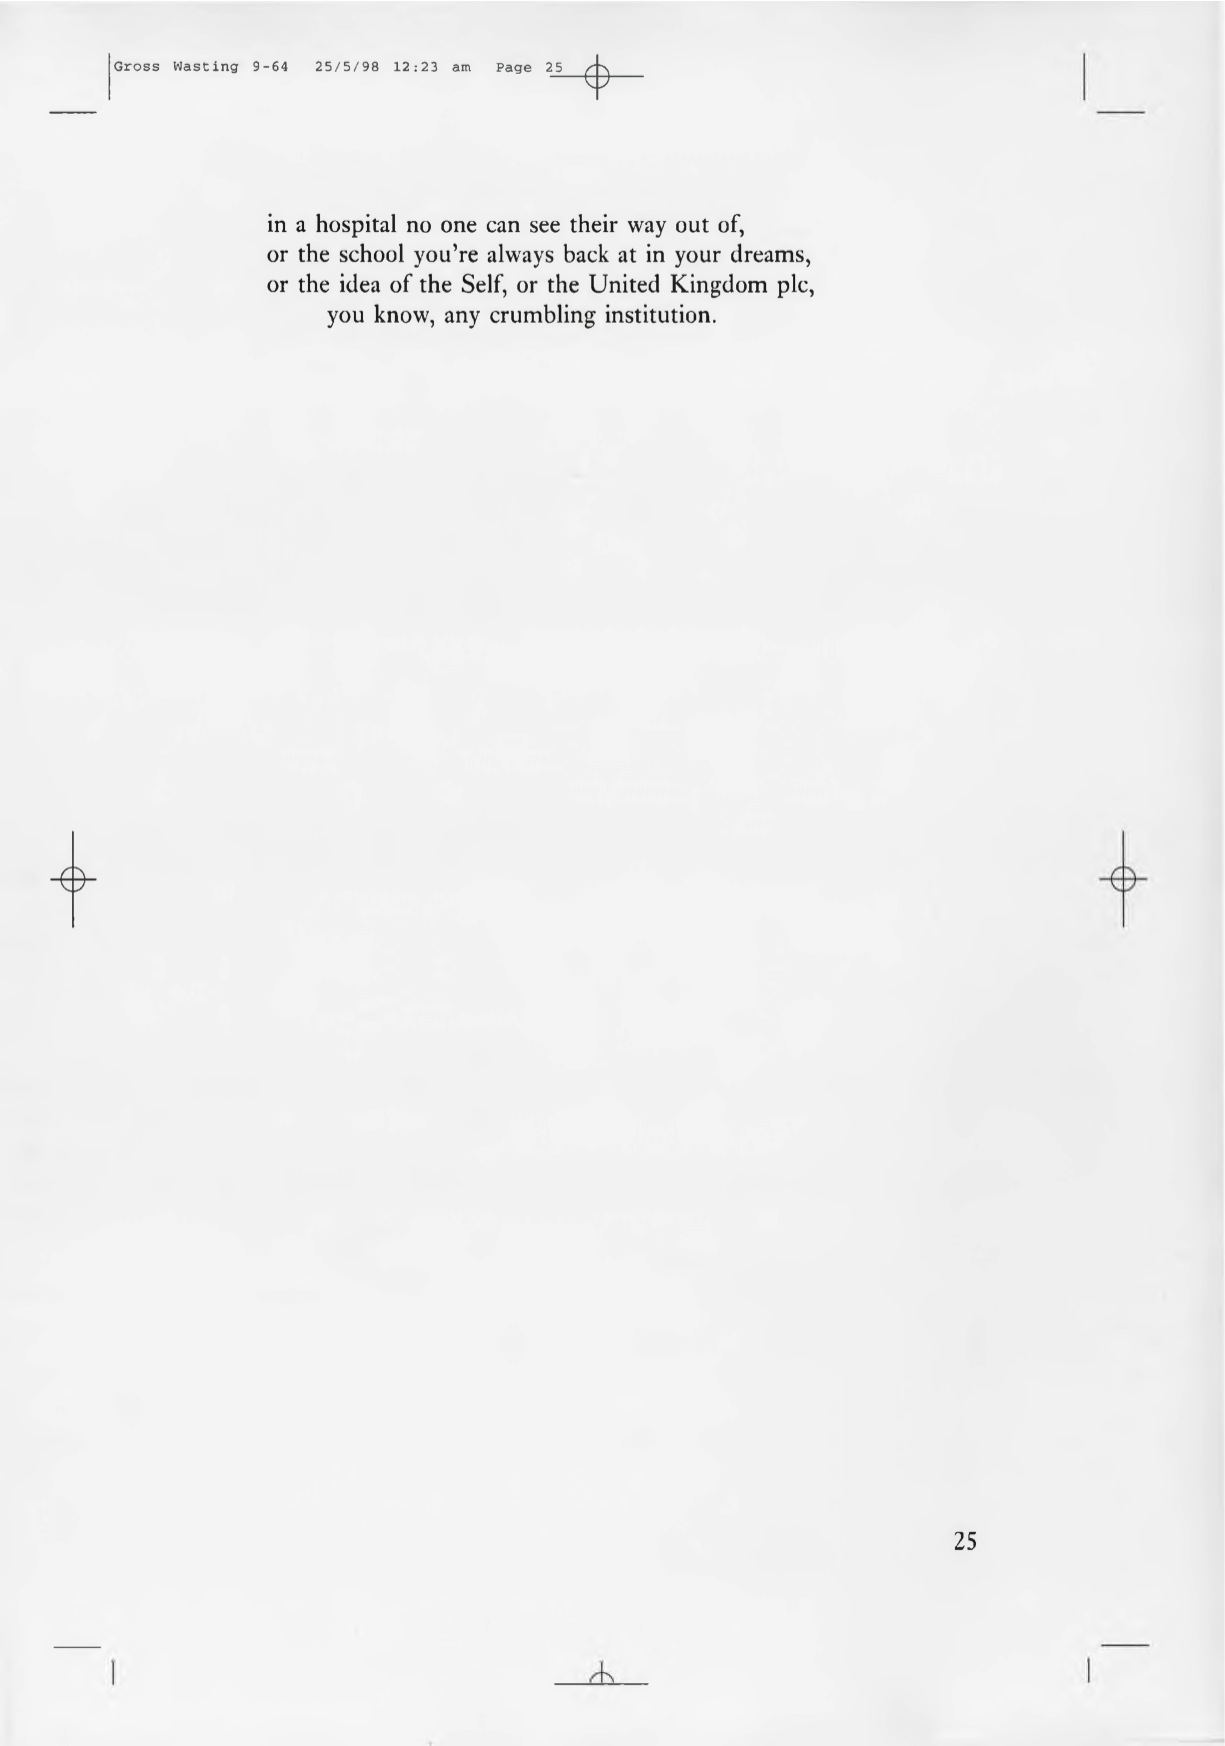 Gross Wasting 9-64 25/5/98 12:23 am Page 25
in a hospital no one can see their way out of,
or the school you're always back at in your dreams,
or the idea of the Self, or the United Kingdom plc,
you know, any crumbling institution.
25